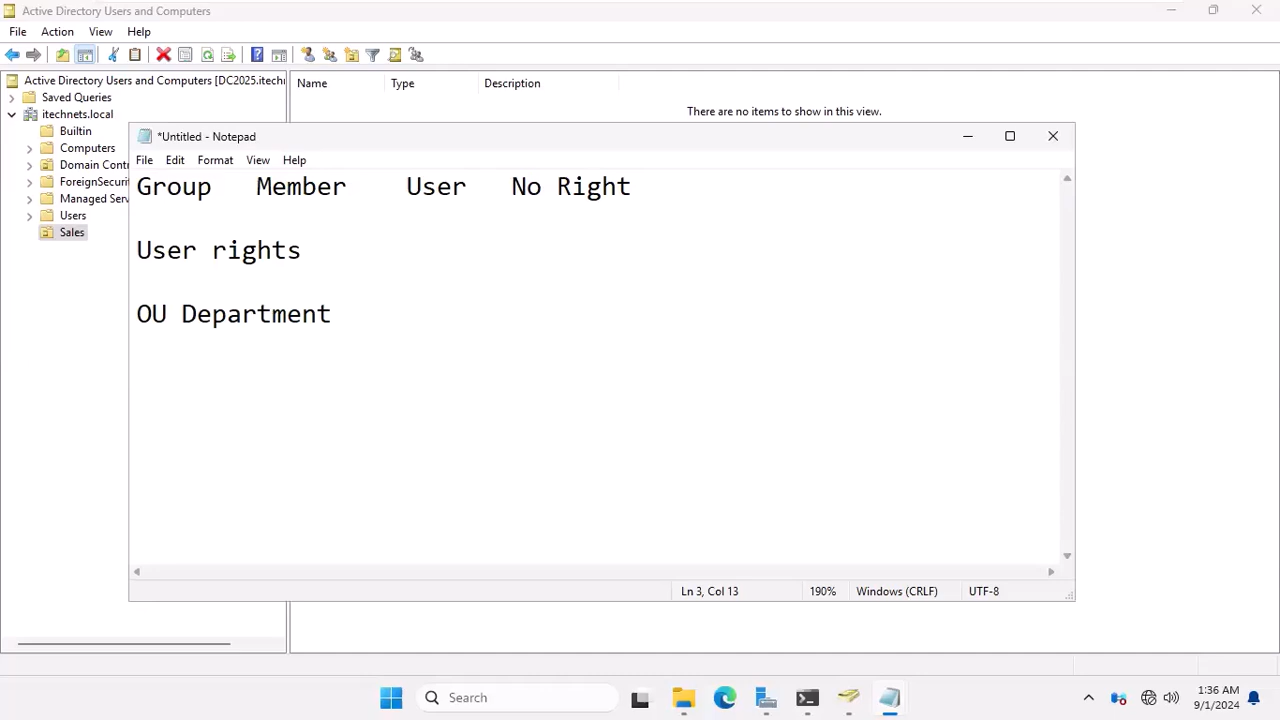 Active Directory Users and Computers
File Action View Help
Active Directory Users and Computers [DC2025.itechn
Saved Queries
itechnets.local
Builtin
Computers
Domain Contr
ForeignSecurit
Managed Serv
Users
Sales
Name Type Description
There are no items to show in this view.
*Untitled - Notepad
File Edit Format View Help
Group Member User No Right
User rights
OU Department
Ln 3, Col 13 190% Windows (CRLF) UTF-8
Search
1:36 AM
9/1/2024